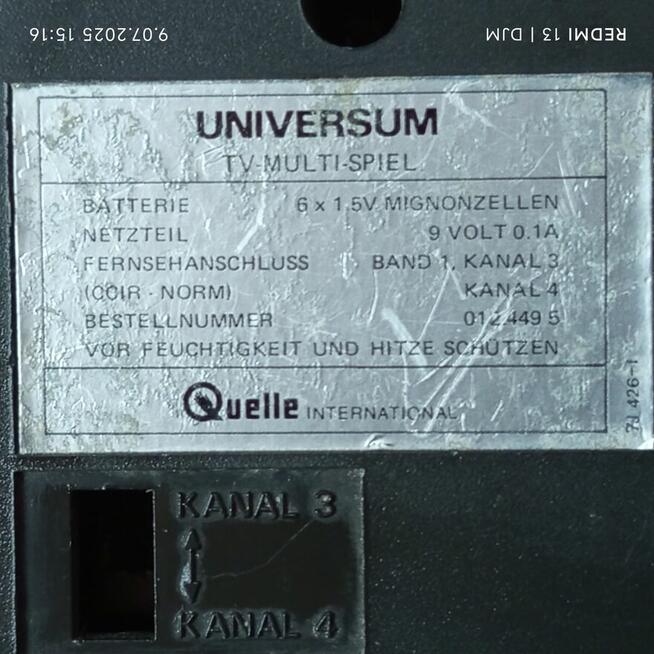 9.07.2025 15:16
REDMI 13 | DJM
UNIVERSUM
TV-MULTI-SPIEL
BATTERIE 6 x 1.5V MIGNONZELLEN
NETZTEIL 9 VOLT 0.1A
FERNSEHANSCHLUSS BAND 1, KANAL 3
(CCIR - NORM) KANAL 4
BESTELLNUMMER 012.449 5
VOR FEUCHTIGKEIT UND HITZE SCHÜTZEN
Quelle INTERNATIONAL
426-1
KANAL 3
KANAL 4